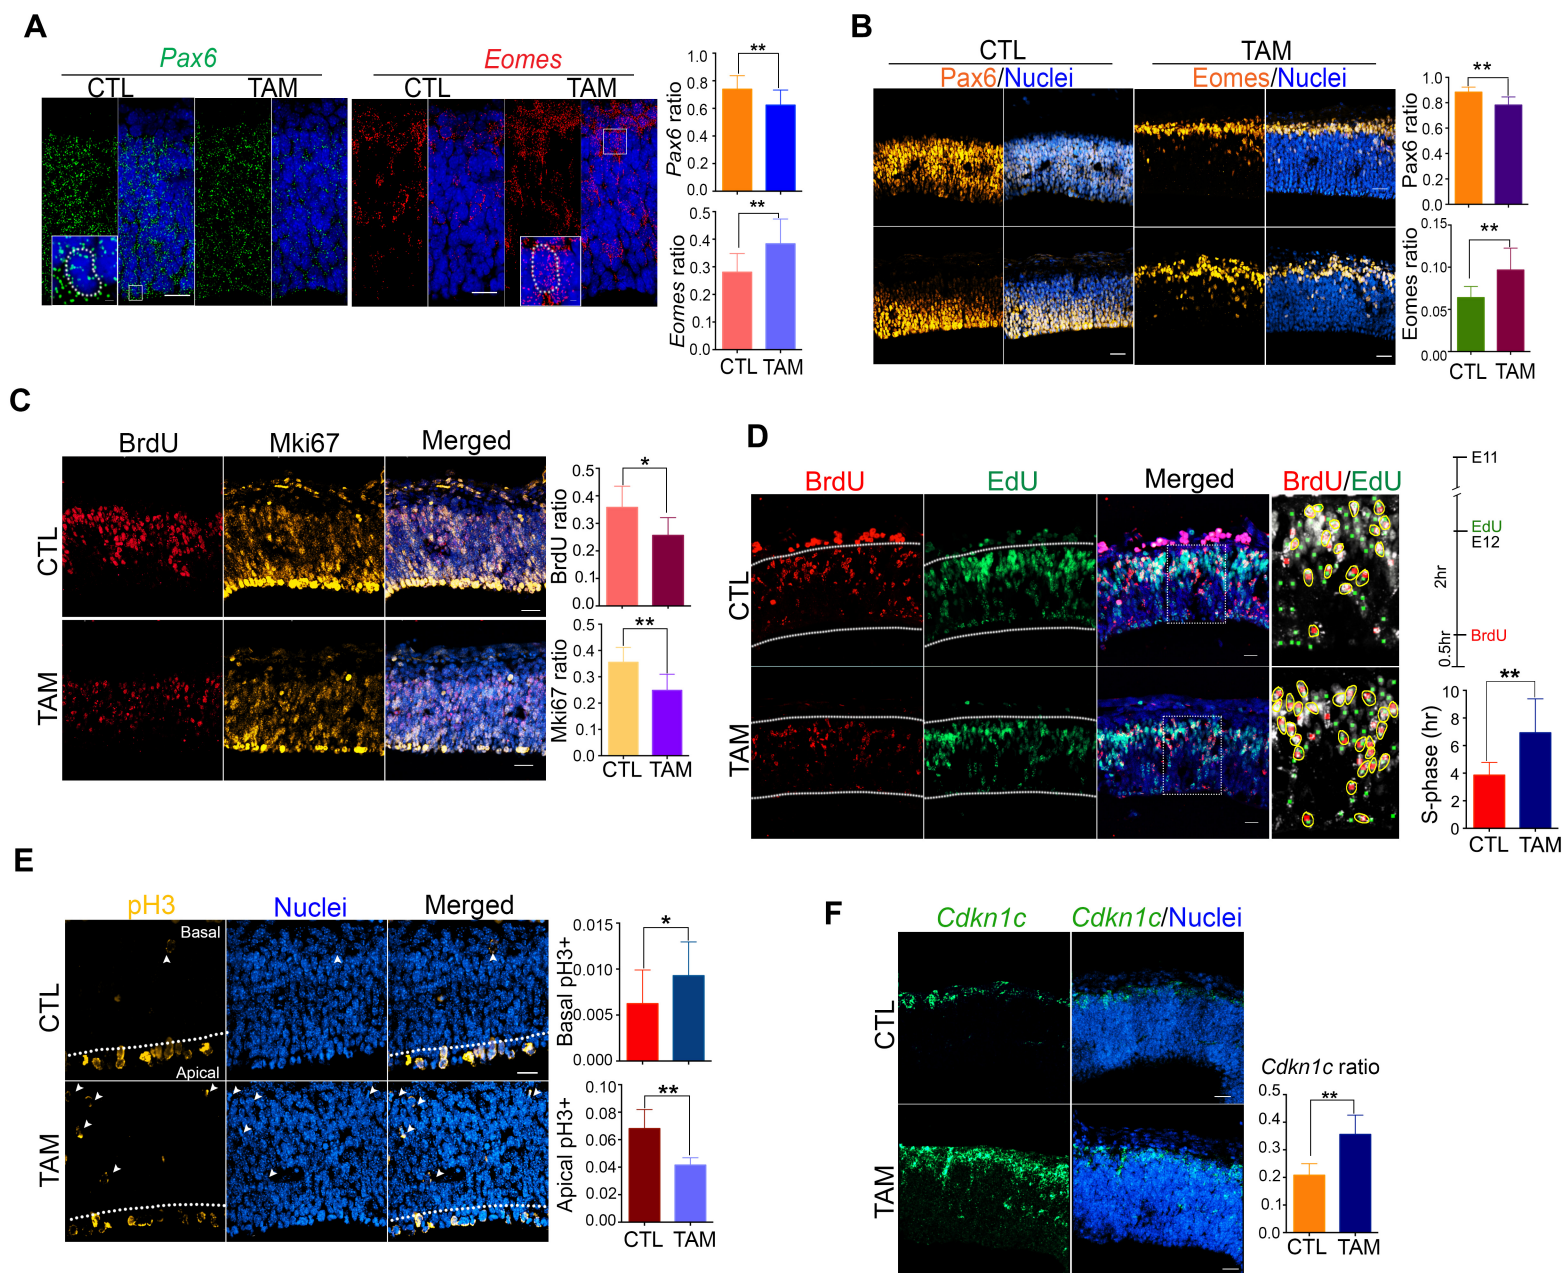 A
Pax6
Eomes
CTL
TAM
CTL
TAM
**
1.0
0.8
0.6
0.4
0.2
0.0
Pax6 ratio
**
0.5
0.4
0.3
0.2
0.1
0.0
Eomes ratio
CTL
TAM
B
CTL
TAM
Pax6/Nuclei
Eomes/Nuclei
**
1.0
0.8
0.6
0.4
0.2
0.0
Pax6 ratio
**
0.15
0.10
0.05
0.00
Eomes ratio
CTL
TAM
C
BrdU
Mki67
Merged
CTL
TAM
*
0.5
0.4
0.3
0.2
0.1
0.0
BrdU ratio
**
0.5
0.4
0.3
0.2
0.1
0.0
Mki67 ratio
CTL
TAM
D
BrdU
EdU
Merged
BrdU/EdU
CTL
TAM
E11
EdU
E12
2hr
BrdU
0.5hr
**
10
8
6
4
2
0
S-phase (hr)
CTL
TAM
E
pH3
Nuclei
Merged
Basal
Apical
CTL
TAM
*
0.015
0.010
0.005
0.000
Basal pH3+
**
0.10
0.08
0.06
0.04
0.02
0.00
Apical pH3+
CTL
TAM
F
Cdkn1c
Cdkn1c/Nuclei
CTL
TAM
Cdkn1c ratio
**
0.5
0.4
0.3
0.2
0.1
0.0
CTL
TAM